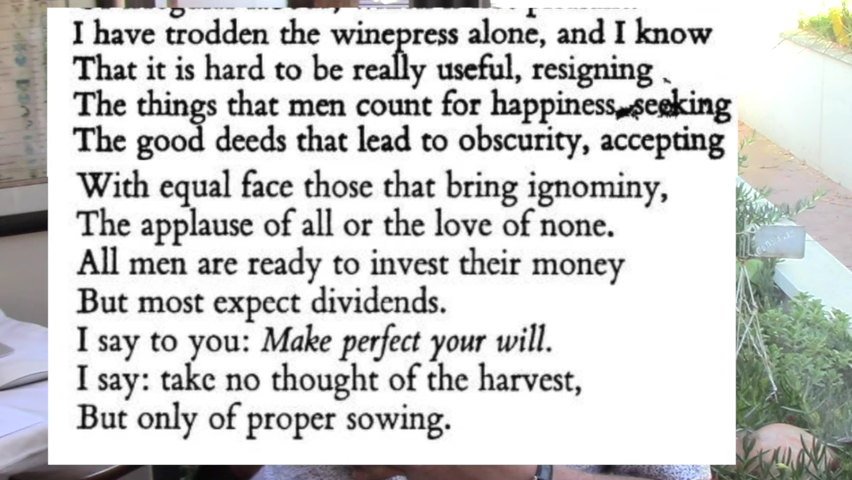 I have trodden the winepress alone, and I know
That it is hard to be really useful, resigning
The things that men count for happiness, seeking
The good deeds that lead to obscurity, accepting
With equal face those that bring ignominy,
The applause of all or the love of none.
All men are ready to invest their money
But most expect dividends.
I say to you: Make perfect your will.
I say: take no thought of the harvest,
But only of proper sowing.